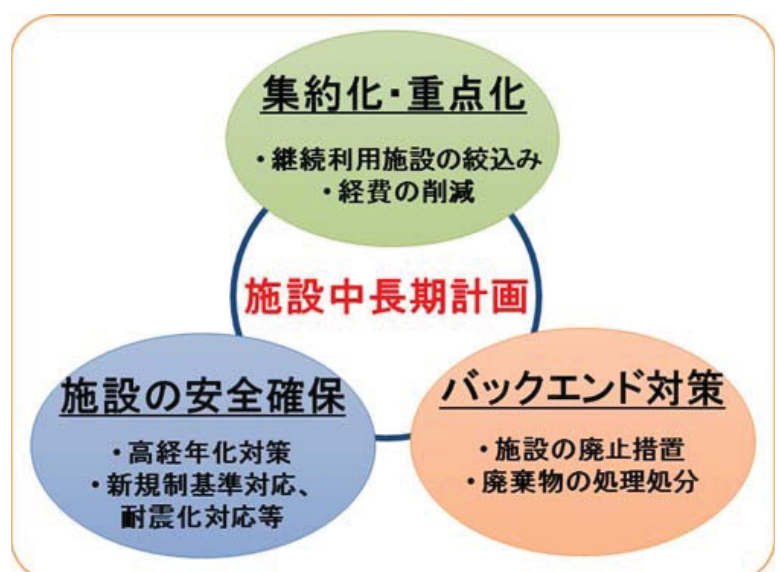 集約化・重点化
・継続利用施設の絞込み
・経費の削減
施設中長期計画
施設の安全確保
・高経年化対策
・新規制基準対応、
耐震化対応等
バックエンド対策
・施設の廃止措置
・廃棄物の処理処分